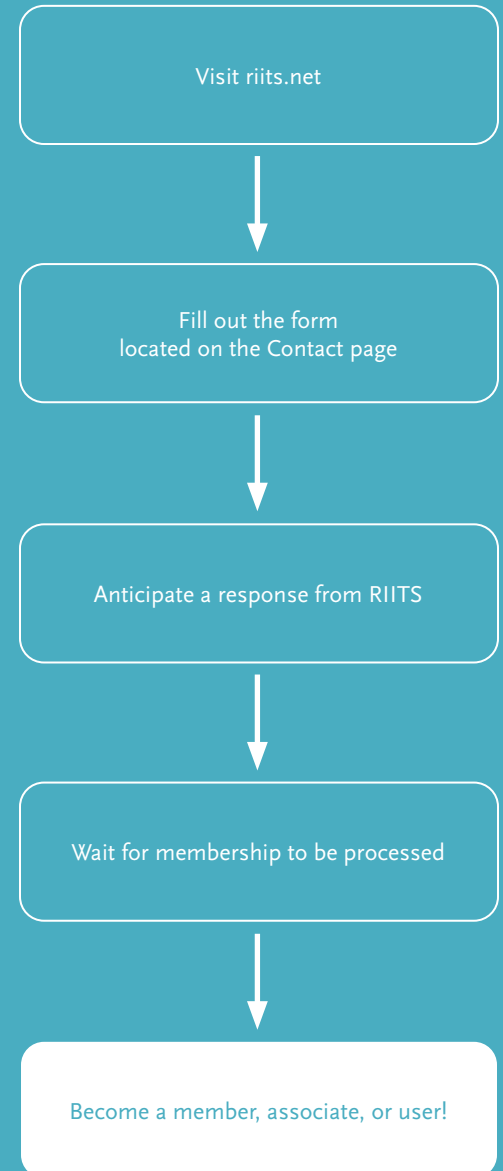 Visit riits.net
Fill out the form
located on the Contact page
Anticipate a response from RIITS
Wait for membership to be processed
Become a member, associate, or user!